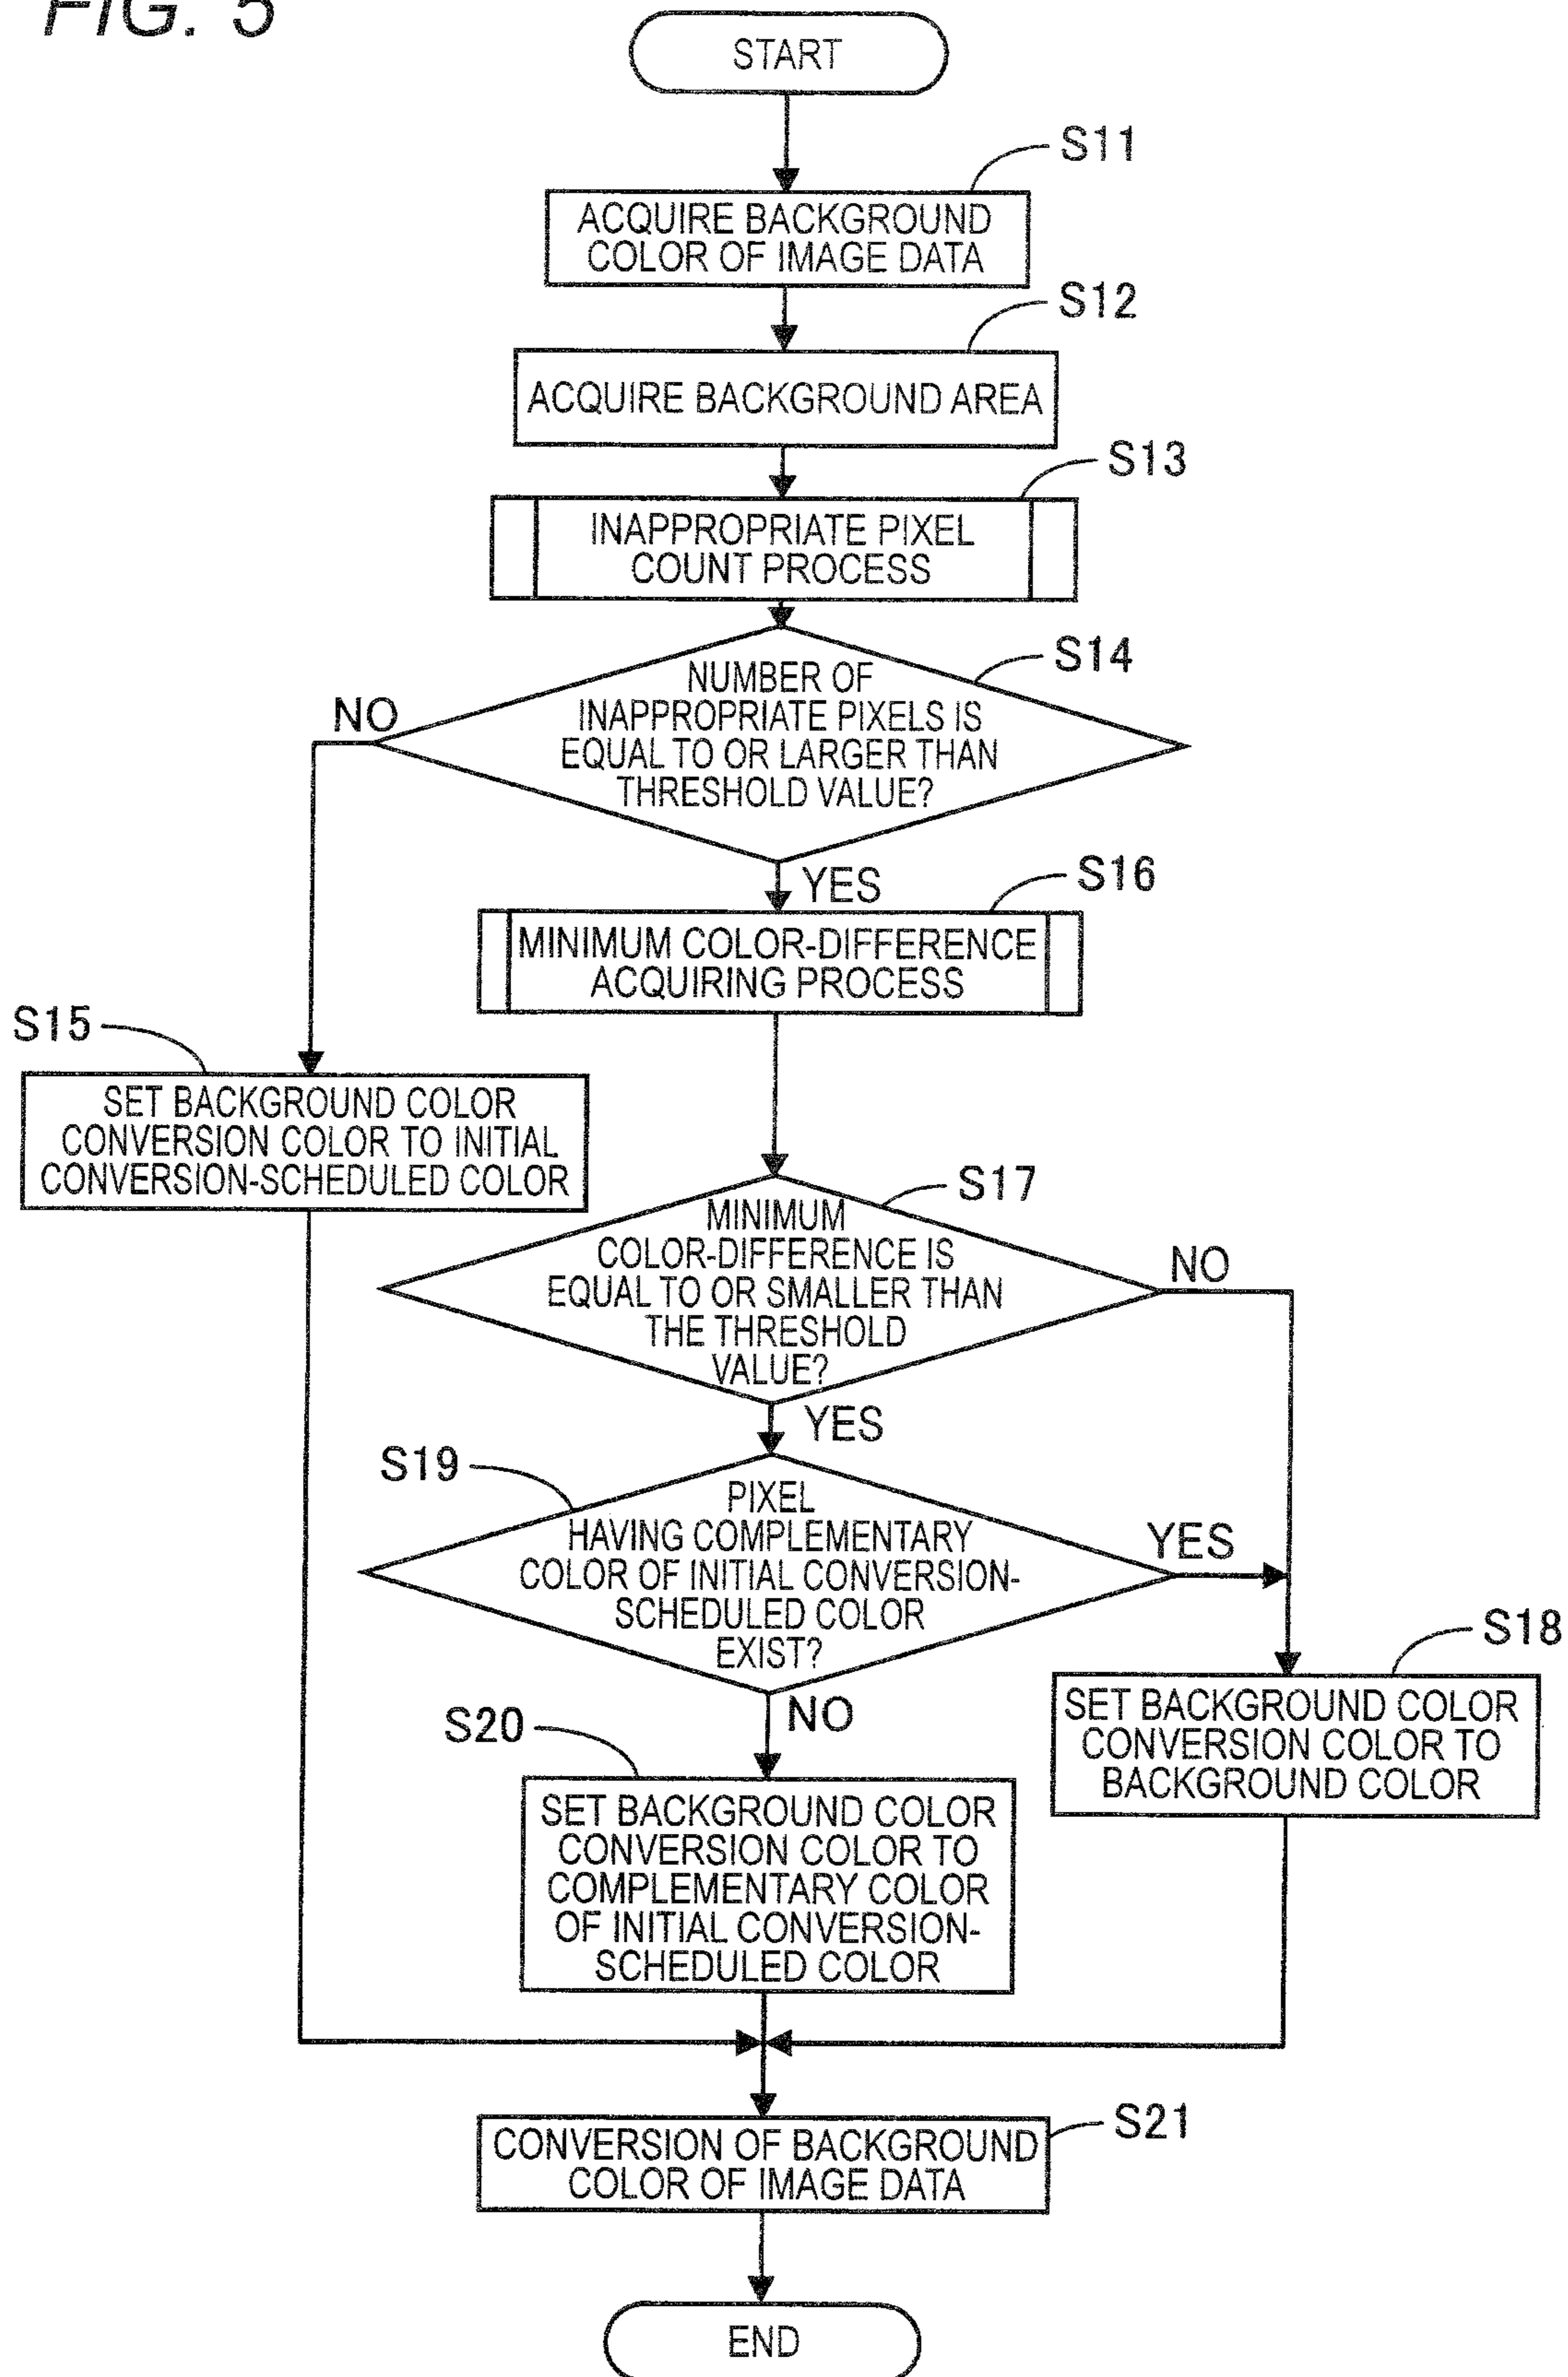 FIG. 5
START
S11
ACQUIRE BACKGROUND
COLOR OF IMAGE DATA
S12
ACQUIRE BACKGROUND AREA
S13
INAPPROPRIATE PIXEL
COUNT PROCESS
S14
NUMBER OF
INAPPROPRIATE PIXELS IS
EQUAL TO OR LARGER THAN
THRESHOLD VALUE?
NO
YES
S16
MINIMUM COLOR-DIFFERENCE
ACQUIRING PROCESS
S15
SET BACKGROUND COLOR
CONVERSION COLOR TO INITIAL
CONVERSION-SCHEDULED COLOR
S17
MINIMUM
COLOR-DIFFERENCE IS
EQUAL TO OR SMALLER THAN
THE THRESHOLD
VALUE?
NO
YES
S19
PIXEL
HAVING COMPLEMENTARY
COLOR OF INITIAL CONVERSION-
SCHEDULED COLOR
EXIST?
YES
NO
S18
SET BACKGROUND COLOR
CONVERSION COLOR TO
BACKGROUND COLOR
S20
SET BACKGROUND COLOR
CONVERSION COLOR TO
COMPLEMENTARY COLOR
OF INITIAL CONVERSION-
SCHEDULED COLOR
S21
CONVERSION OF BACKGROUND
COLOR OF IMAGE DATA
END